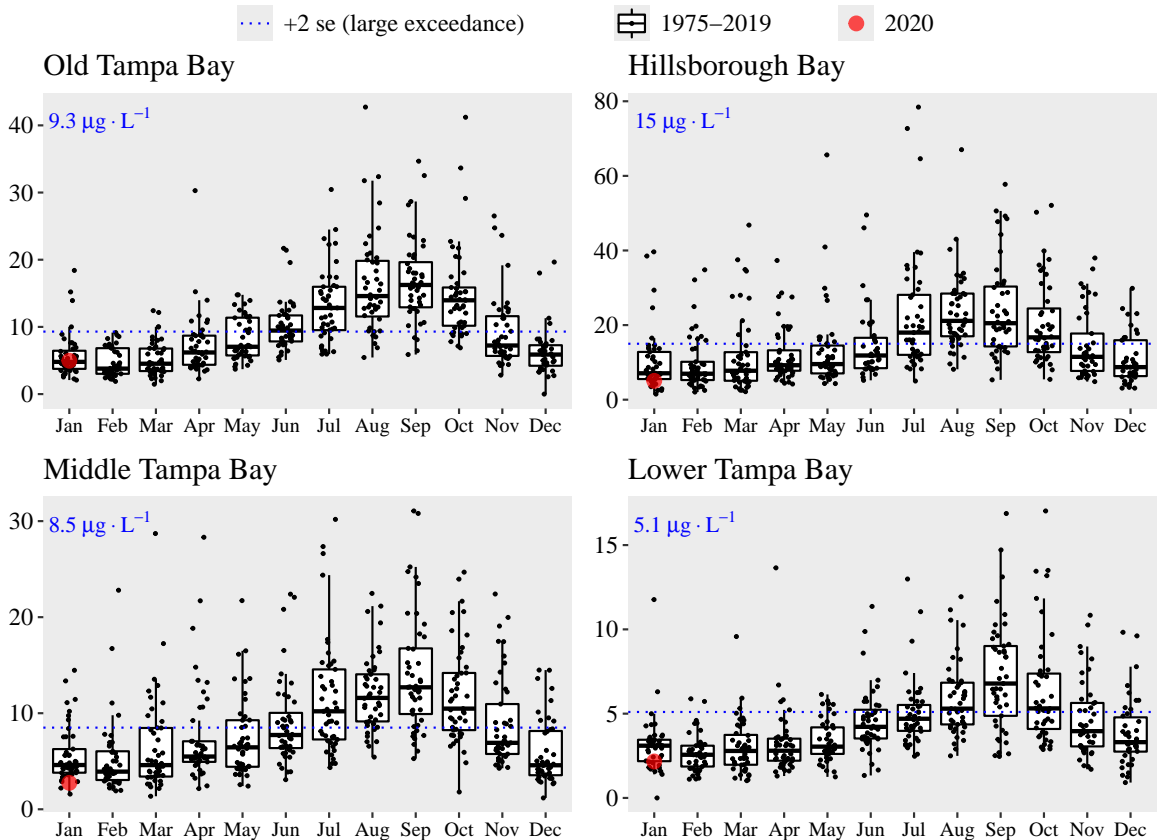 +2 se (large exceedance) 1975–2019 2020
Old Tampa Bay
9.3 µg · L⁻¹
40
30
20
10
0
Jan Feb Mar Apr May Jun Jul Aug Sep Oct Nov Dec
Hillsborough Bay
15 µg · L⁻¹
80
60
40
20
0
Jan Feb Mar Apr May Jun Jul Aug Sep Oct Nov Dec
Middle Tampa Bay
8.5 µg · L⁻¹
30
20
10
0
Jan Feb Mar Apr May Jun Jul Aug Sep Oct Nov Dec
Lower Tampa Bay
5.1 µg · L⁻¹
15
10
5
0
Jan Feb Mar Apr May Jun Jul Aug Sep Oct Nov Dec